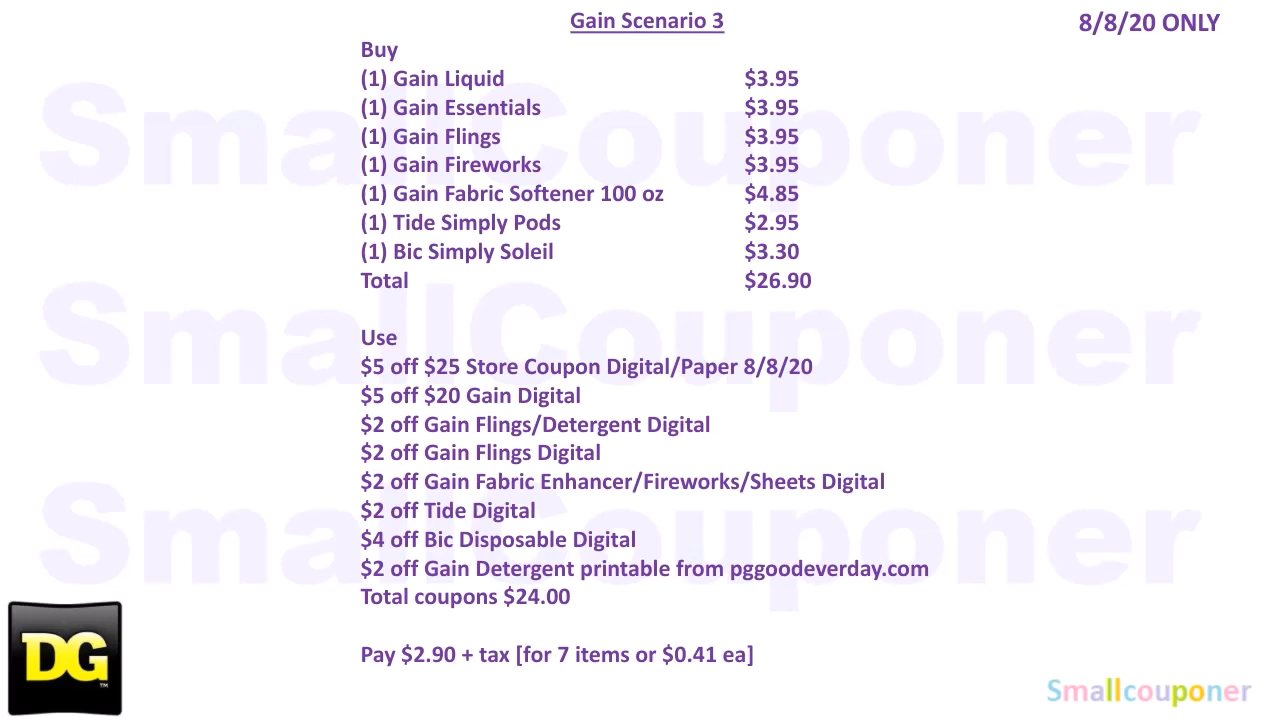 Gain Scenario 3
8/8/20 ONLY
Buy
(1) Gain Liquid $3.95
(1) Gain Essentials $3.95
(1) Gain Flings $3.95
(1) Gain Fireworks $3.95
(1) Gain Fabric Softener 100 oz $4.85
(1) Tide Simply Pods $2.95
(1) Bic Simply Soleil $3.30
Total $26.90
Use
$5 off $25 Store Coupon Digital/Paper 8/8/20
$5 off $20 Gain Digital
$2 off Gain Flings/Detergent Digital
$2 off Gain Flings Digital
$2 off Gain Fabric Enhancer/Fireworks/Sheets Digital
$2 off Tide Digital
$4 off Bic Disposable Digital
$2 off Gain Detergent printable from pggoodeverday.com
Total coupons $24.00
Pay $2.90 + tax [for 7 items or $0.41 ea]
SmallCouponer
SmallCouponer
SmallCouponer
DG™
Smallcouponer